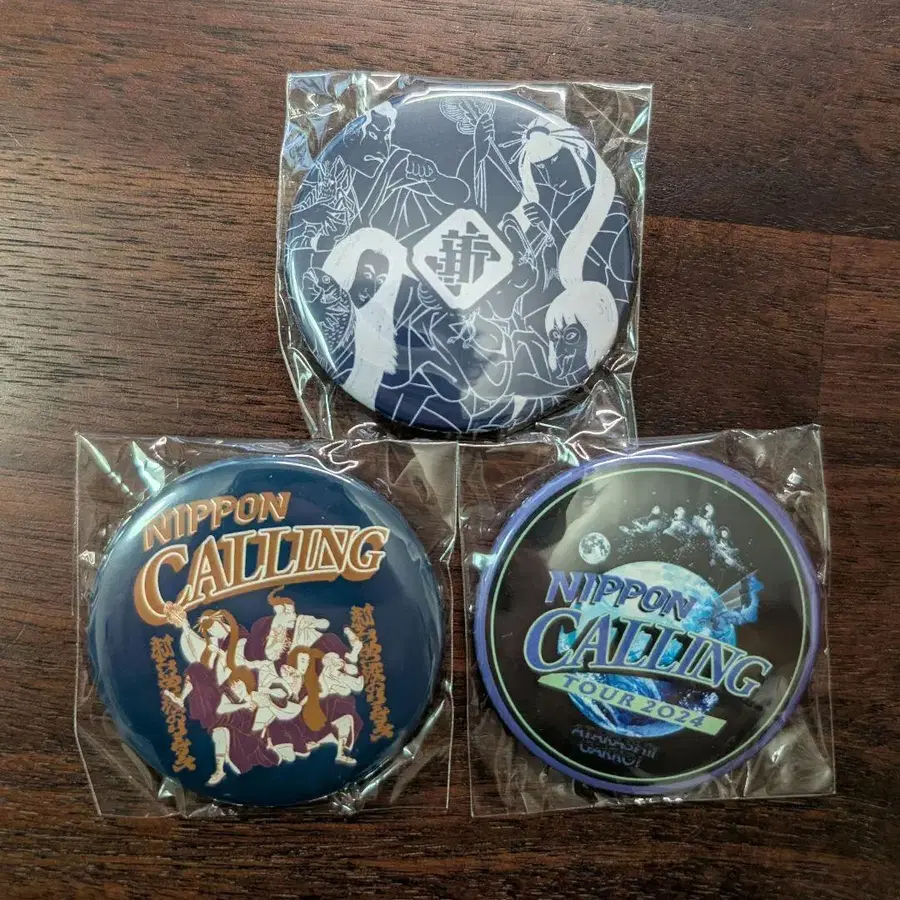 NIPPON
CALLING
NIPPON
CALLING
TOUR 2024
ATARASHII
GAKKO!